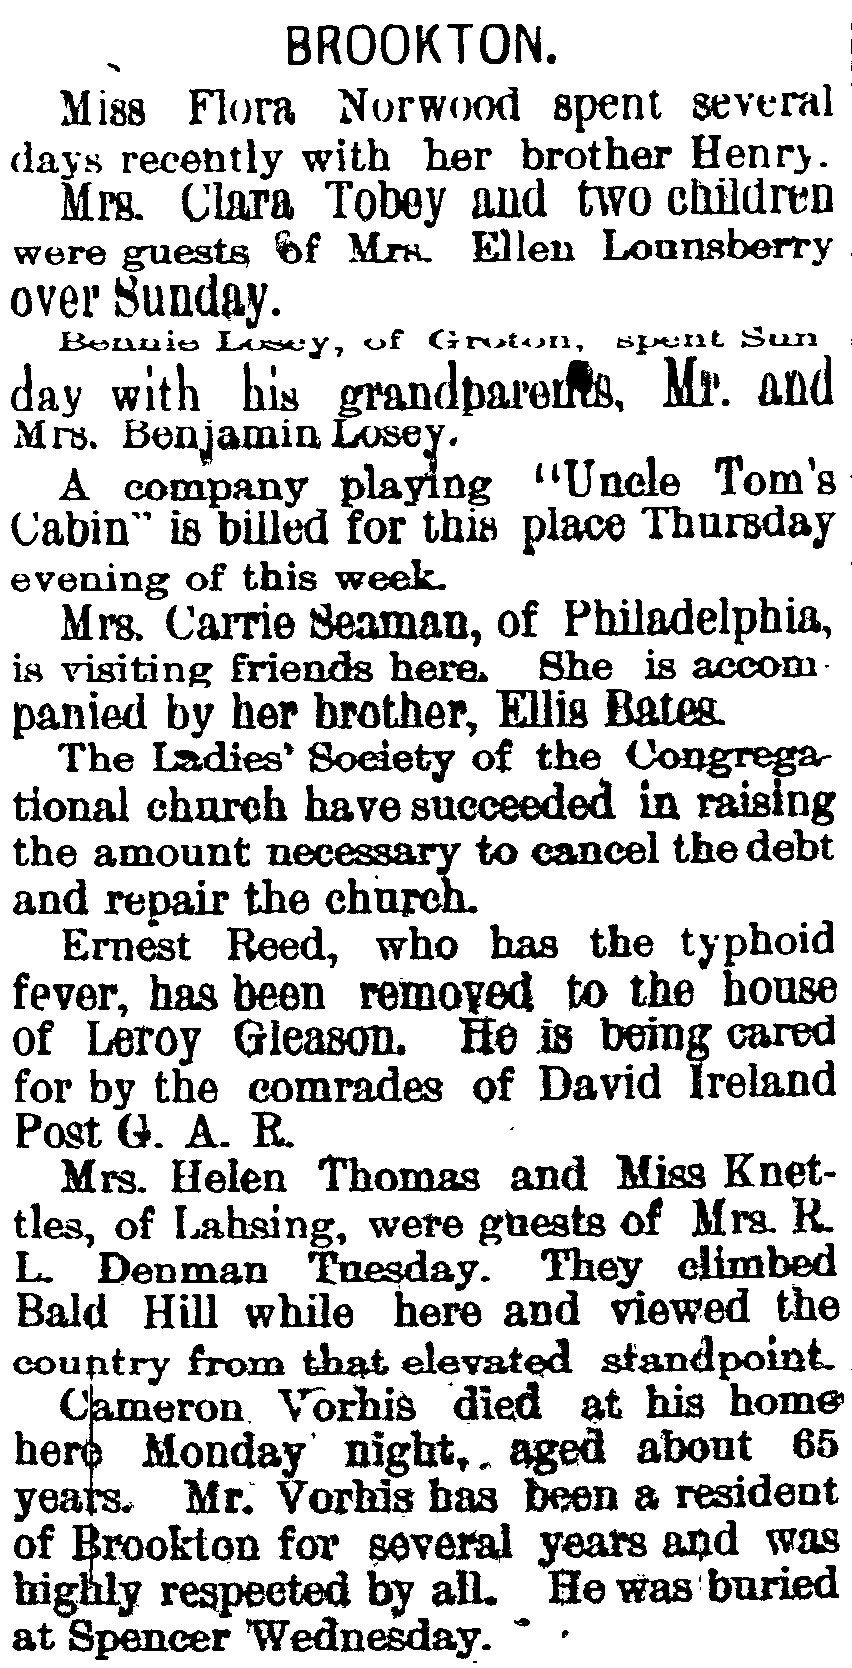 BROOKTON.
Miss Flora Norwood spent several
days recently with her brother Henry.
Mrs. Clara Tobey and two children
were guests of Mrs. Ellen Lounsberry
over Sunday.
Bennie Losey, of Groton, spent Sun
day with his grandparents, Mr. and
Mrs. Benjamin Losey.
A company playing "Uncle Tom's
Cabin" is billed for this place Thursday
evening of this week.
Mrs. Carrie Seaman, of Philadelphia,
is visiting friends here. She is accom-
panied by her brother, Ellis Bates.
The Ladies' Society of the Congrega-
tional church have succeeded in raising
the amount necessary to cancel the debt
and repair the church.
Ernest Reed, who has the typhoid
fever, has been removed to the house
of Leroy Gleason. He is being cared
for by the comrades of David Ireland
Post G. A. R.
Mrs. Helen Thomas and Miss Knet-
tles, of Lahsing, were guests of Mrs. R.
L. Denman Tuesday. They climbed
Bald Hill while here and viewed the
country from that elevated standpoint.
Cameron Vorhis died at his home
here Monday night, aged about 65
years. Mr. Vorhis has been a resident
of Brookton for several years and was
highly respected by all. He was buried
at Spencer Wednesday.